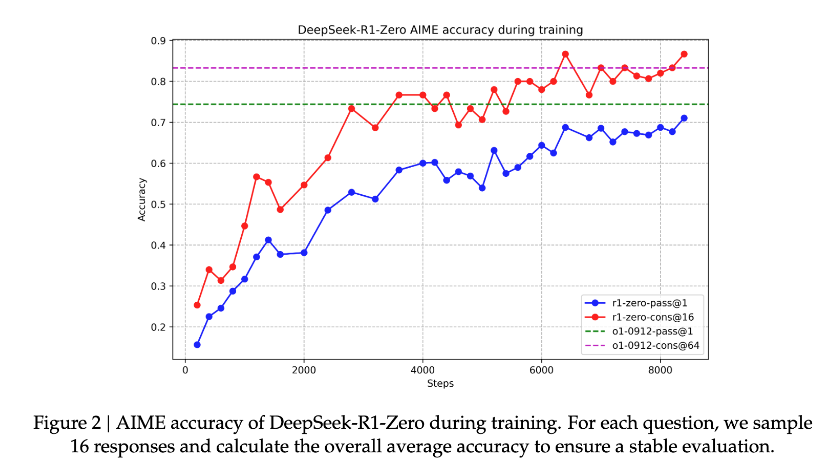 DeepSeek-R1-Zero AIME accuracy during training
0.9
0.8
0.7
0.6
0.5
0.4
0.3
0.2
Accuracy
0
2000
4000
6000
8000
Steps
r1-zero-pass@1
r1-zero-cons@16
o1-0912-pass@1
o1-0912-cons@64
Figure 2 | AIME accuracy of DeepSeek-R1-Zero during training. For each question, we sample
16 responses and calculate the overall average accuracy to ensure a stable evaluation.